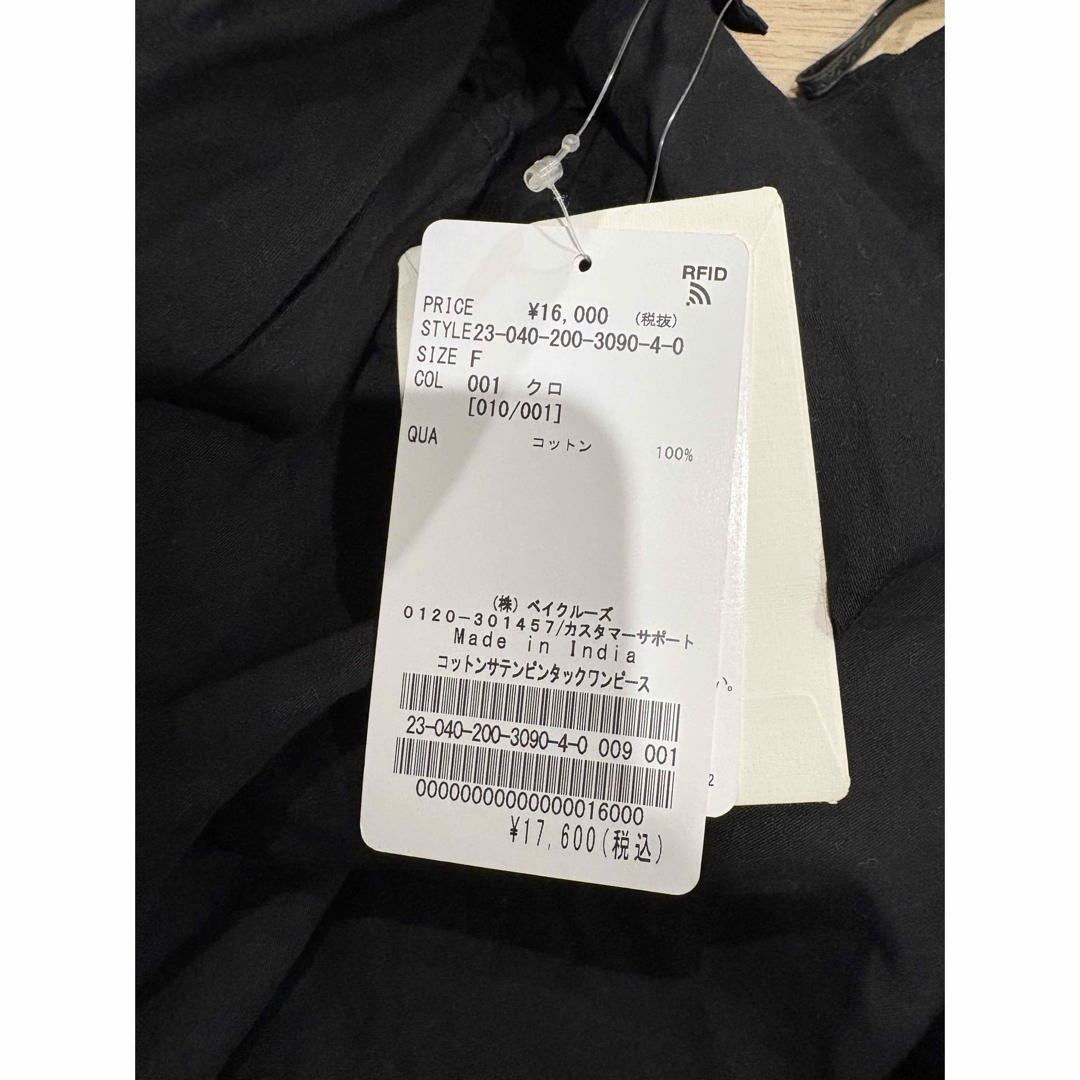 RFID
PRICE ¥16,000 (税抜)
STYLE23-040-200-3090-4-0
SIZE F
COL 001 クロ
[010/001]
QUA コットン 100%
(株) ベイクルーズ
0120-301457/カスタマーサポート
Made in India
コットンサテンピンタックワンピース
い。
23-040-200-3090-4-0 009 001
2
00000000000000016000
¥17,600(税込)